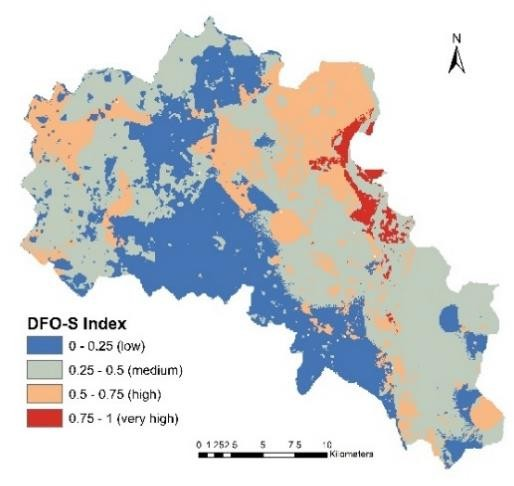 N
DFO-S Index
0 - 0.25 (low)
0.25 - 0.5 (medium)
0.5 - 0.75 (high)
0.75 - 1 (very high)
0 1.252.5 5 7.5 10
Kilometers